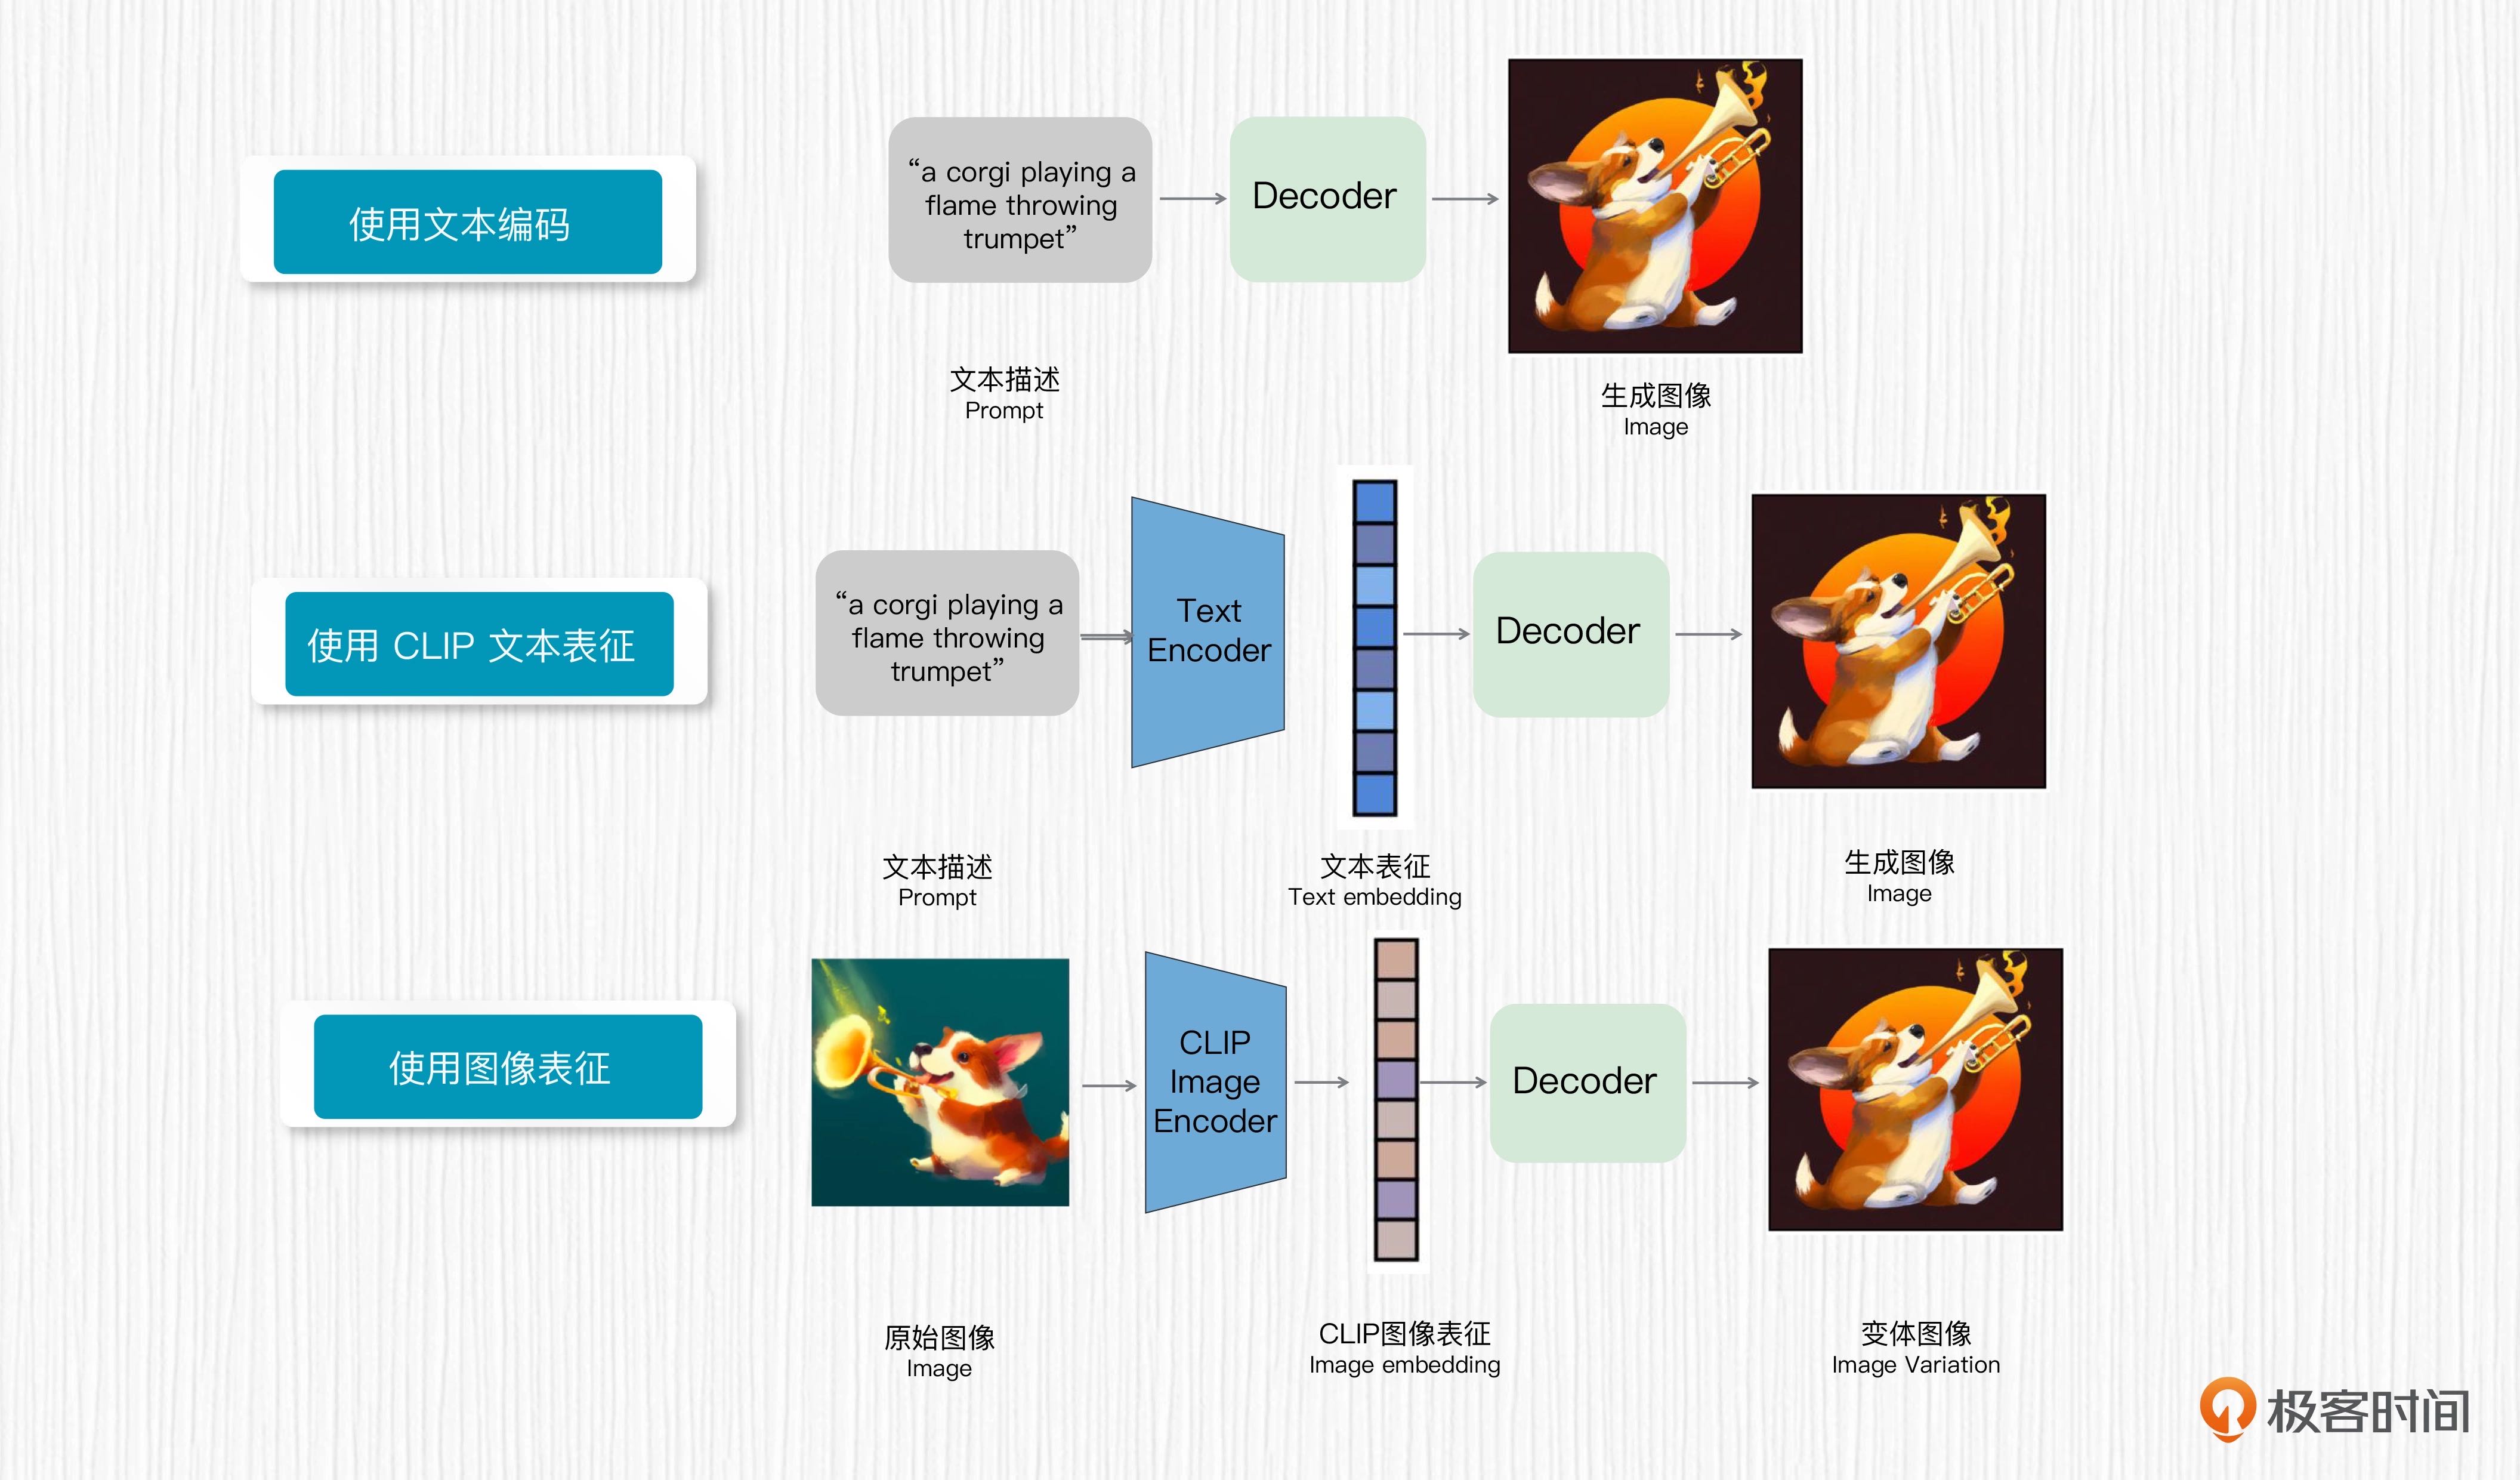 使用文本编码
“a corgi playing a
flame throwing
trumpet”
Decoder
文本描述
Prompt
生成图像
Image
使用 CLIP 文本表征
“a corgi playing a
flame throwing
trumpet”
Text
Encoder
Decoder
文本描述
Prompt
文本表征
Text embedding
生成图像
Image
使用图像表征
CLIP
Image
Encoder
Decoder
原始图像
Image
CLIP图像表征
Image embedding
变体图像
Image Variation
极客时间